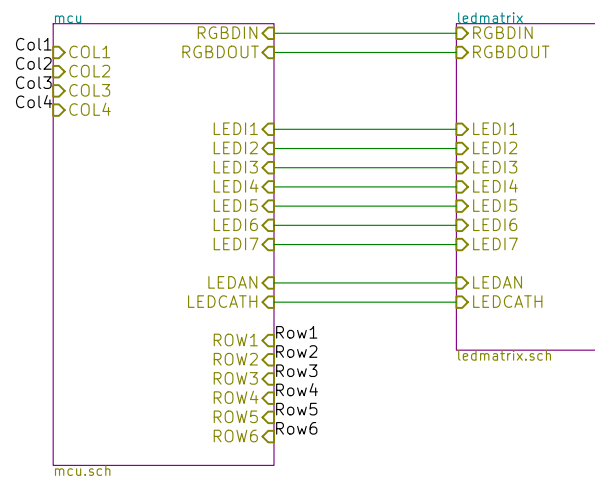 mcu
ledmatrix
RGBDIN
RGBDIN
Col1
COL1
RGBDOUT
RGBDOUT
Col2
COL2
Col3
COL3
Col4
COL4
LEDI1
LEDI1
LEDI2
LEDI2
LEDI3
LEDI3
LEDI4
LEDI4
LEDI5
LEDI5
LEDI6
LEDI6
LEDI7
LEDI7
LEDAN
LEDAN
LEDCATH
LEDCATH
ROW1
Row1
ROW2
Row2
ledmatrix.sch
ROW3
Row3
ROW4
Row4
ROW5
Row5
ROW6
Row6
mcu.sch